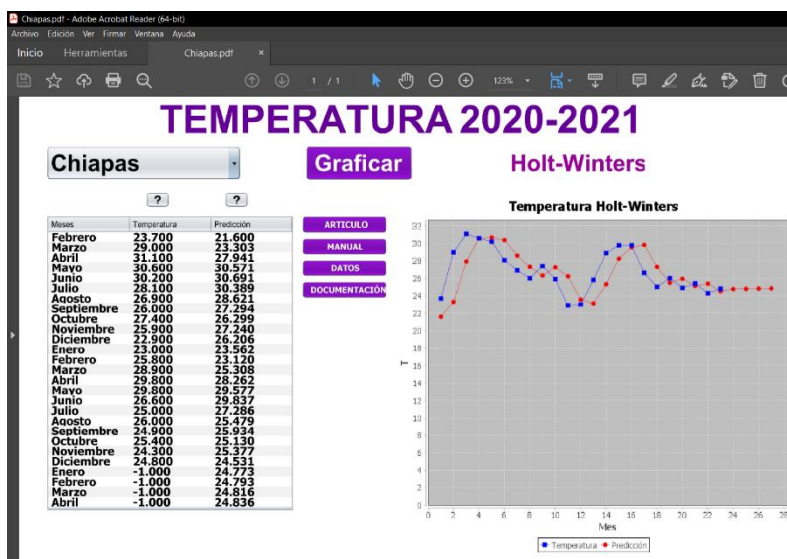 Chiapas.pdf - Adobe Acrobat Reader (64-bit)
Archivo Edición Ver Firmar Ventana Ayuda
Inicio Herramientas Chiapas.pdf ×
1 / 1 123%
TEMPERATURA 2020-2021
Chiapas Graficar Holt-Winters
? ?
Meses Temperatura Predicción
Febrero 23.700 21.600
Marzo 29.000 23.303
Abril 31.100 27.941
Mayo 30.600 30.571
Junio 30.200 30.691
Julio 28.100 30.389
Agosto 26.900 28.621
Septiembre 26.000 27.294
Octubre 27.400 26.299
Noviembre 25.900 27.240
Diciembre 22.900 26.206
Enero 23.000 23.562
Febrero 25.800 23.120
Marzo 28.900 25.308
Abril 29.800 28.262
Mayo 29.800 29.577
Junio 26.600 29.837
Julio 25.000 27.286
Agosto 26.000 25.479
Septiembre 24.900 25.934
Octubre 25.400 25.130
Noviembre 24.300 25.377
Diciembre 24.800 24.531
Enero -1.000 24.773
Febrero -1.000 24.793
Marzo -1.000 24.816
Abril -1.000 24.836
ARTICULO
MANUAL
DATOS
DOCUMENTACIÓN
Temperatura Holt-Winters
32
30
28
26
24
22
20
18
16
14
12
10
8
6
4
2
0
T
0 2 4 6 8 10 12 14 16 18 20 22 24 26 28
Mes
Temperatura Predicción